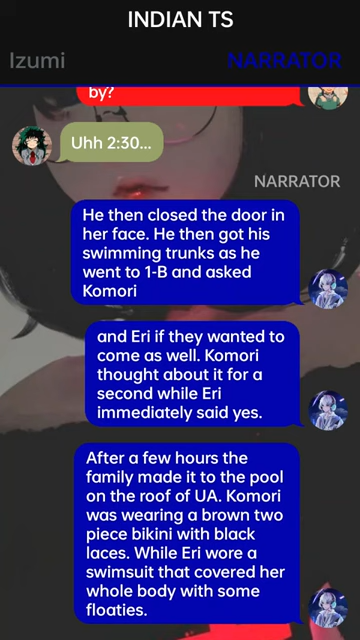 INDIAN TS
Izumi
NARRATOR
by?
Uhh 2:30...
NARRATOR
He then closed the door in
her face. He then got his
swimming trunks as he
went to 1-B and asked
Komori
and Eri if they wanted to
come as well. Komori
thought about it for a
second while Eri
immediately said yes.
After a few hours the
family made it to the pool
on the roof of UA. Komori
was wearing a brown two
piece bikini with black
laces. While Eri wore a
swimsuit that covered her
whole body with some
floaties.